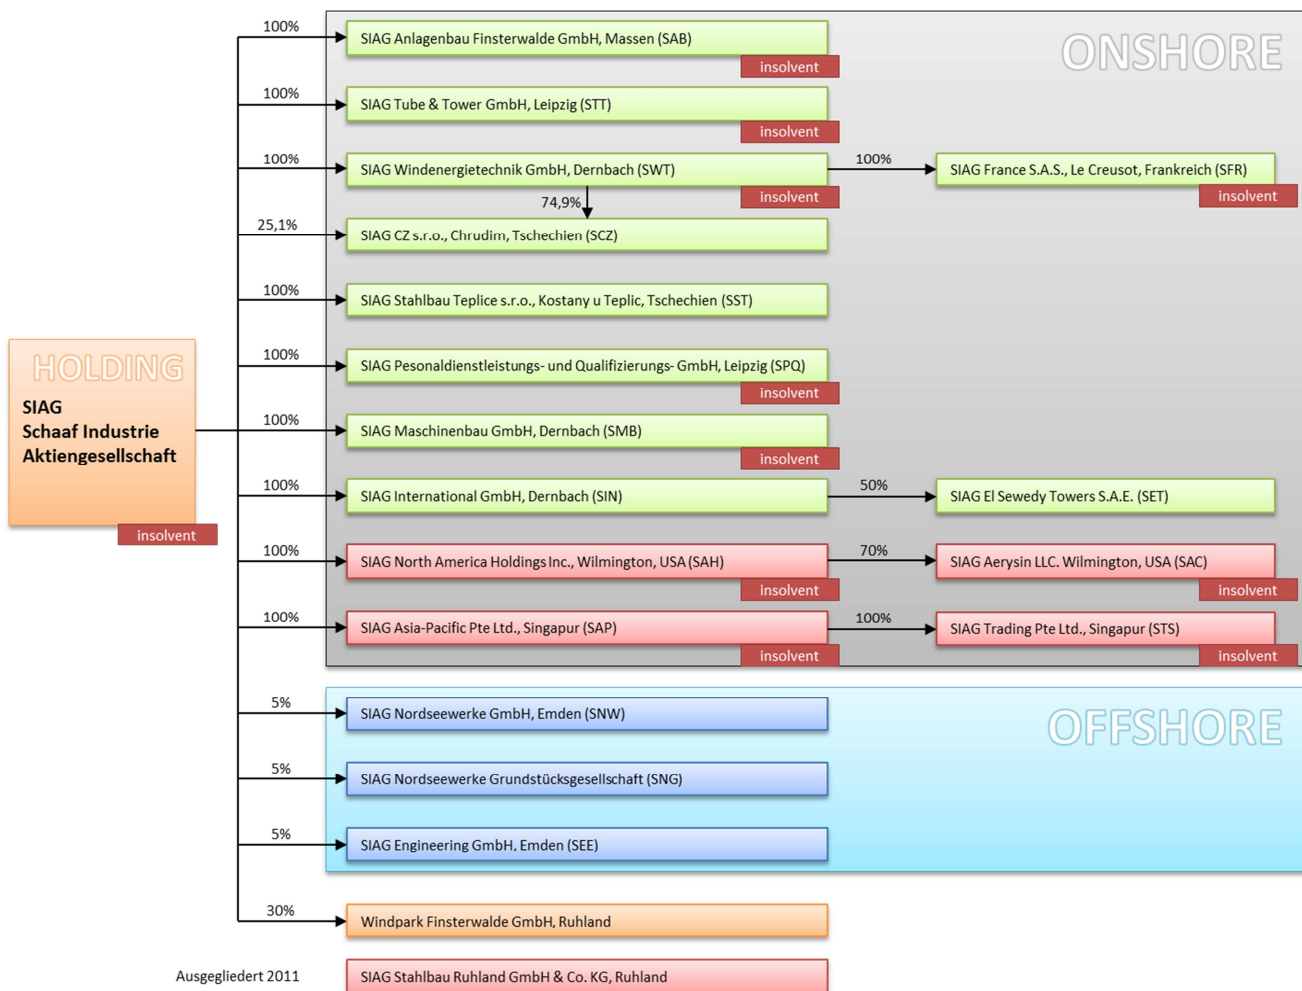 100%
SIAG Anlagenbau Finsterwalde GmbH, Massen (SAB)
insolvent
ONSHORE
100%
SIAG Tube & Tower GmbH, Leipzig (STT)
insolvent
100%
SIAG Windenergietechnik GmbH, Dernbach (SWT)
insolvent
100%
SIAG France S.A.S., Le Creusot, Frankreich (SFR)
insolvent
74,9%
25,1%
SIAG CZ s.r.o., Chrudim, Tschechien (SCZ)
100%
SIAG Stahlbau Teplice s.r.o., Kostany u Teplic, Tschechien (SST)
100%
SIAG Pesonaldienstleistungs- und Qualifizierungs- GmbH, Leipzig (SPQ)
insolvent
HOLDING
SIAG
Schaaf Industrie
Aktiengesellschaft
insolvent
100%
SIAG Maschinenbau GmbH, Dernbach (SMB)
insolvent
100%
SIAG International GmbH, Dernbach (SIN)
50%
SIAG El Sewedy Towers S.A.E. (SET)
100%
SIAG North America Holdings Inc., Wilmington, USA (SAH)
insolvent
70%
SIAG Aerysin LLC. Wilmington, USA (SAC)
insolvent
100%
SIAG Asia-Pacific Pte Ltd., Singapur (SAP)
insolvent
100%
SIAG Trading Pte Ltd., Singapur (STS)
insolvent
5%
SIAG Nordseewerke GmbH, Emden (SNW)
OFFSHORE
5%
SIAG Nordseewerke Grundstücksgesellschaft (SNG)
5%
SIAG Engineering GmbH, Emden (SEE)
30%
Windpark Finsterwalde GmbH, Ruhland
Ausgegliedert 2011
SIAG Stahlbau Ruhland GmbH & Co. KG, Ruhland